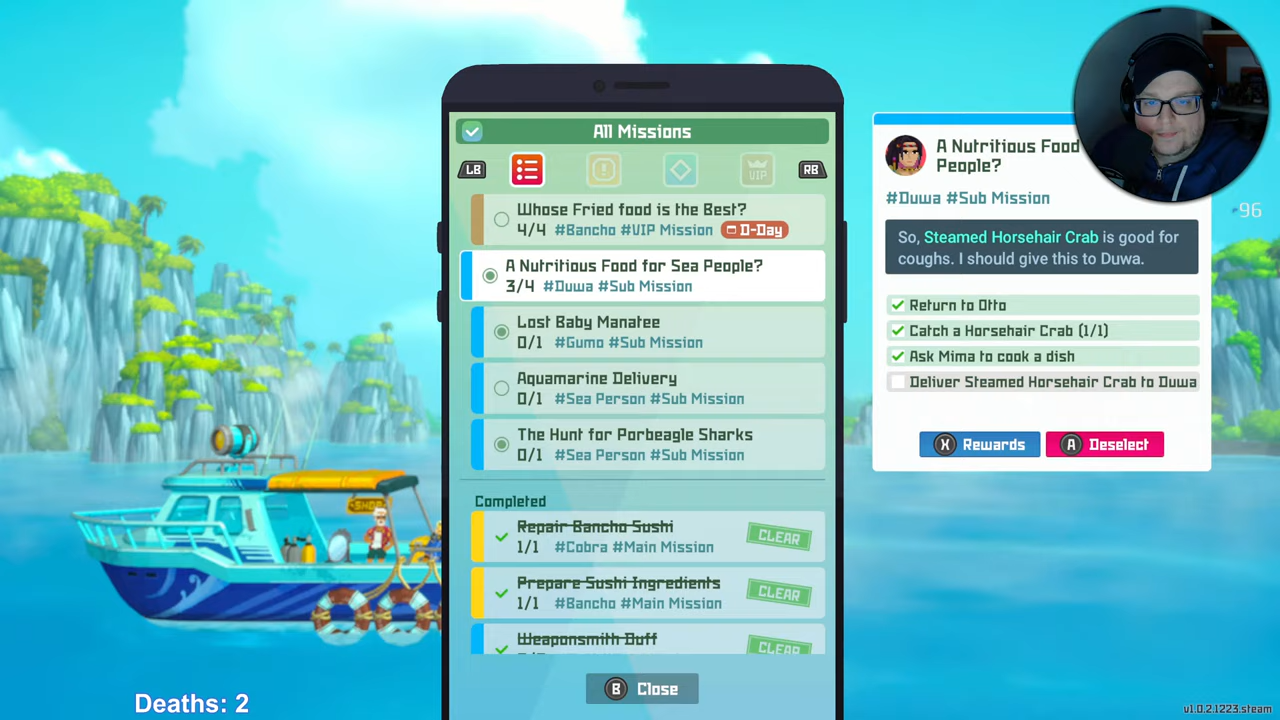 All Missions
LB
VIP
RB
Whose Fried food is the Best?
4/4 #Bancho #VIP Mission D-Day
A Nutritious Food for Sea People?
3/4 #Duwa #Sub Mission
Lost Baby Manatee
0/1 #Gumo #Sub Mission
Aquamarine Delivery
0/1 #Sea Person #Sub Mission
The Hunt for Porbeagle Sharks
0/1 #Sea Person #Sub Mission
Completed
Repair Bancho Sushi
1/1 #Cobra #Main Mission
CLEAR
Prepare Sushi Ingredients
1/1 #Bancho #Main Mission
CLEAR
Weaponsmith Duff
CLEAR
B Close
A Nutritious Food
People?
#Duwa #Sub Mission
So, Steamed Horsehair Crab is good for
coughs. I should give this to Duwa.
Return to Otto
Catch a Horsehair Crab (1/1)
Ask Mima to cook a dish
Deliver Steamed Horsehair Crab to Duwa
X Rewards
A Deselect
96
SHOP
Deaths: 2
v1.0.2.1223.steam